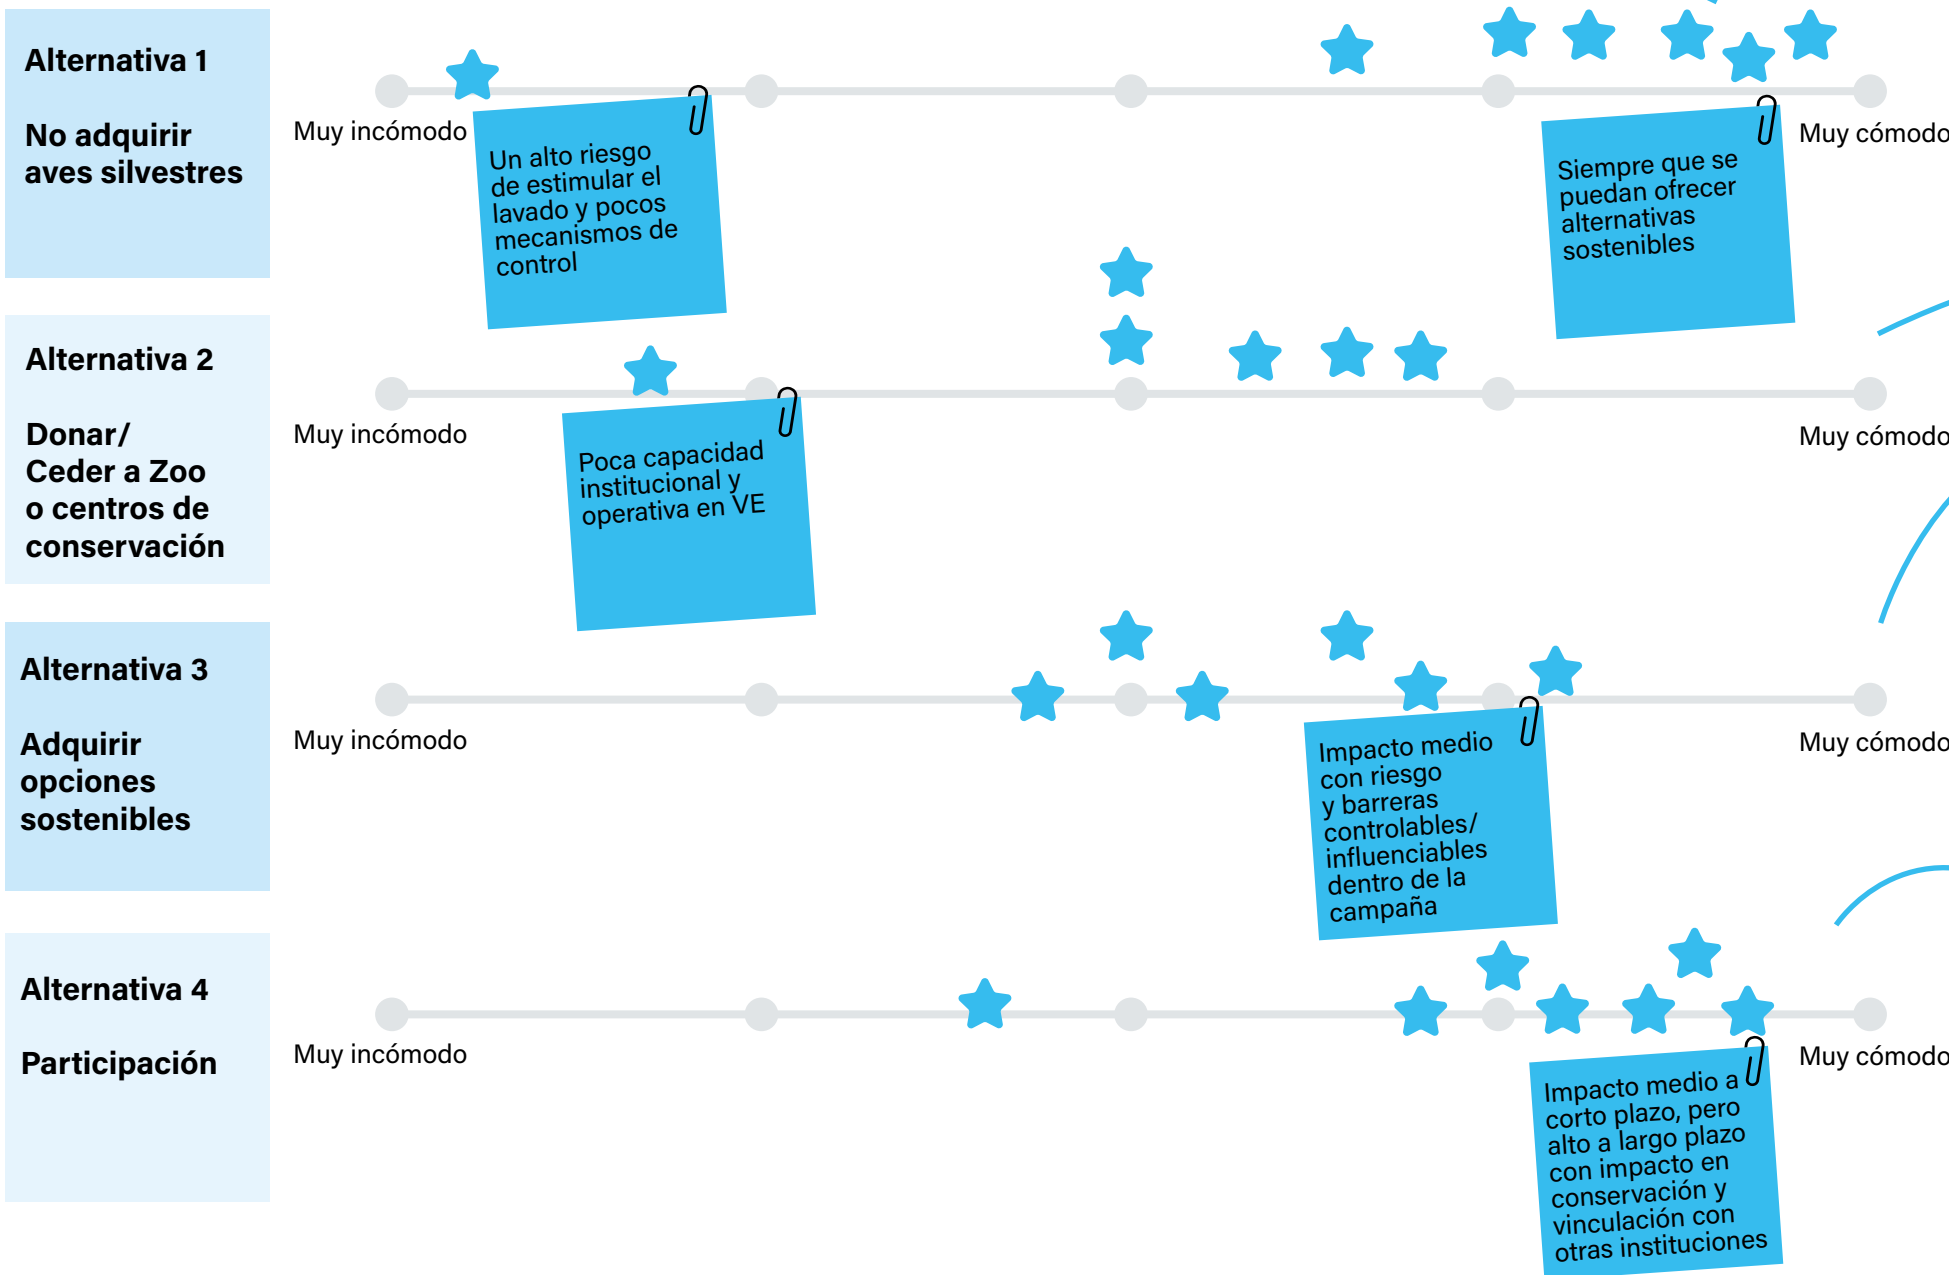 Alternativa 1
No adquirir
aves silvestres
Muy incómodo
Muy cómodo
Un alto riesgo
de estimular el
lavado y pocos
mecanismos de
control
Siempre que se
puedan ofrecer
alternativas
sostenibles
Alternativa 2
Donar/
Ceder a Zoo
o centros de
conservación
Muy incómodo
Muy cómodo
Poca capacidad
institucional y
operativa en VE
Alternativa 3
Adquirir
opciones
sostenibles
Muy incómodo
Muy cómodo
Impacto medio
con riesgo
y barreras
controlables/
influenciables
dentro de la
campaña
Alternativa 4
Participación
Muy incómodo
Muy cómodo
Impacto medio a
corto plazo, pero
alto a largo plazo
con impacto en
conservación y
vinculación con
otras instituciones